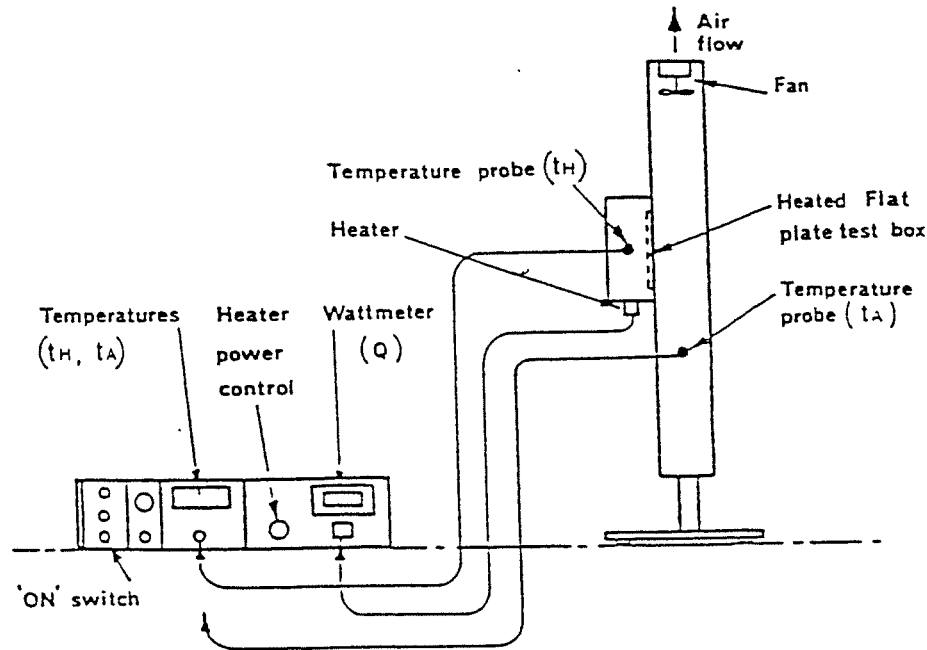 Air
flow
Fan
Temperature probe (tH)
Heater
Heated Flat
plate test box
Temperature
probe (tA)
Temperatures
(tH, tA)
Heater
power
control
Wattmeter
(Q)
'ON' switch